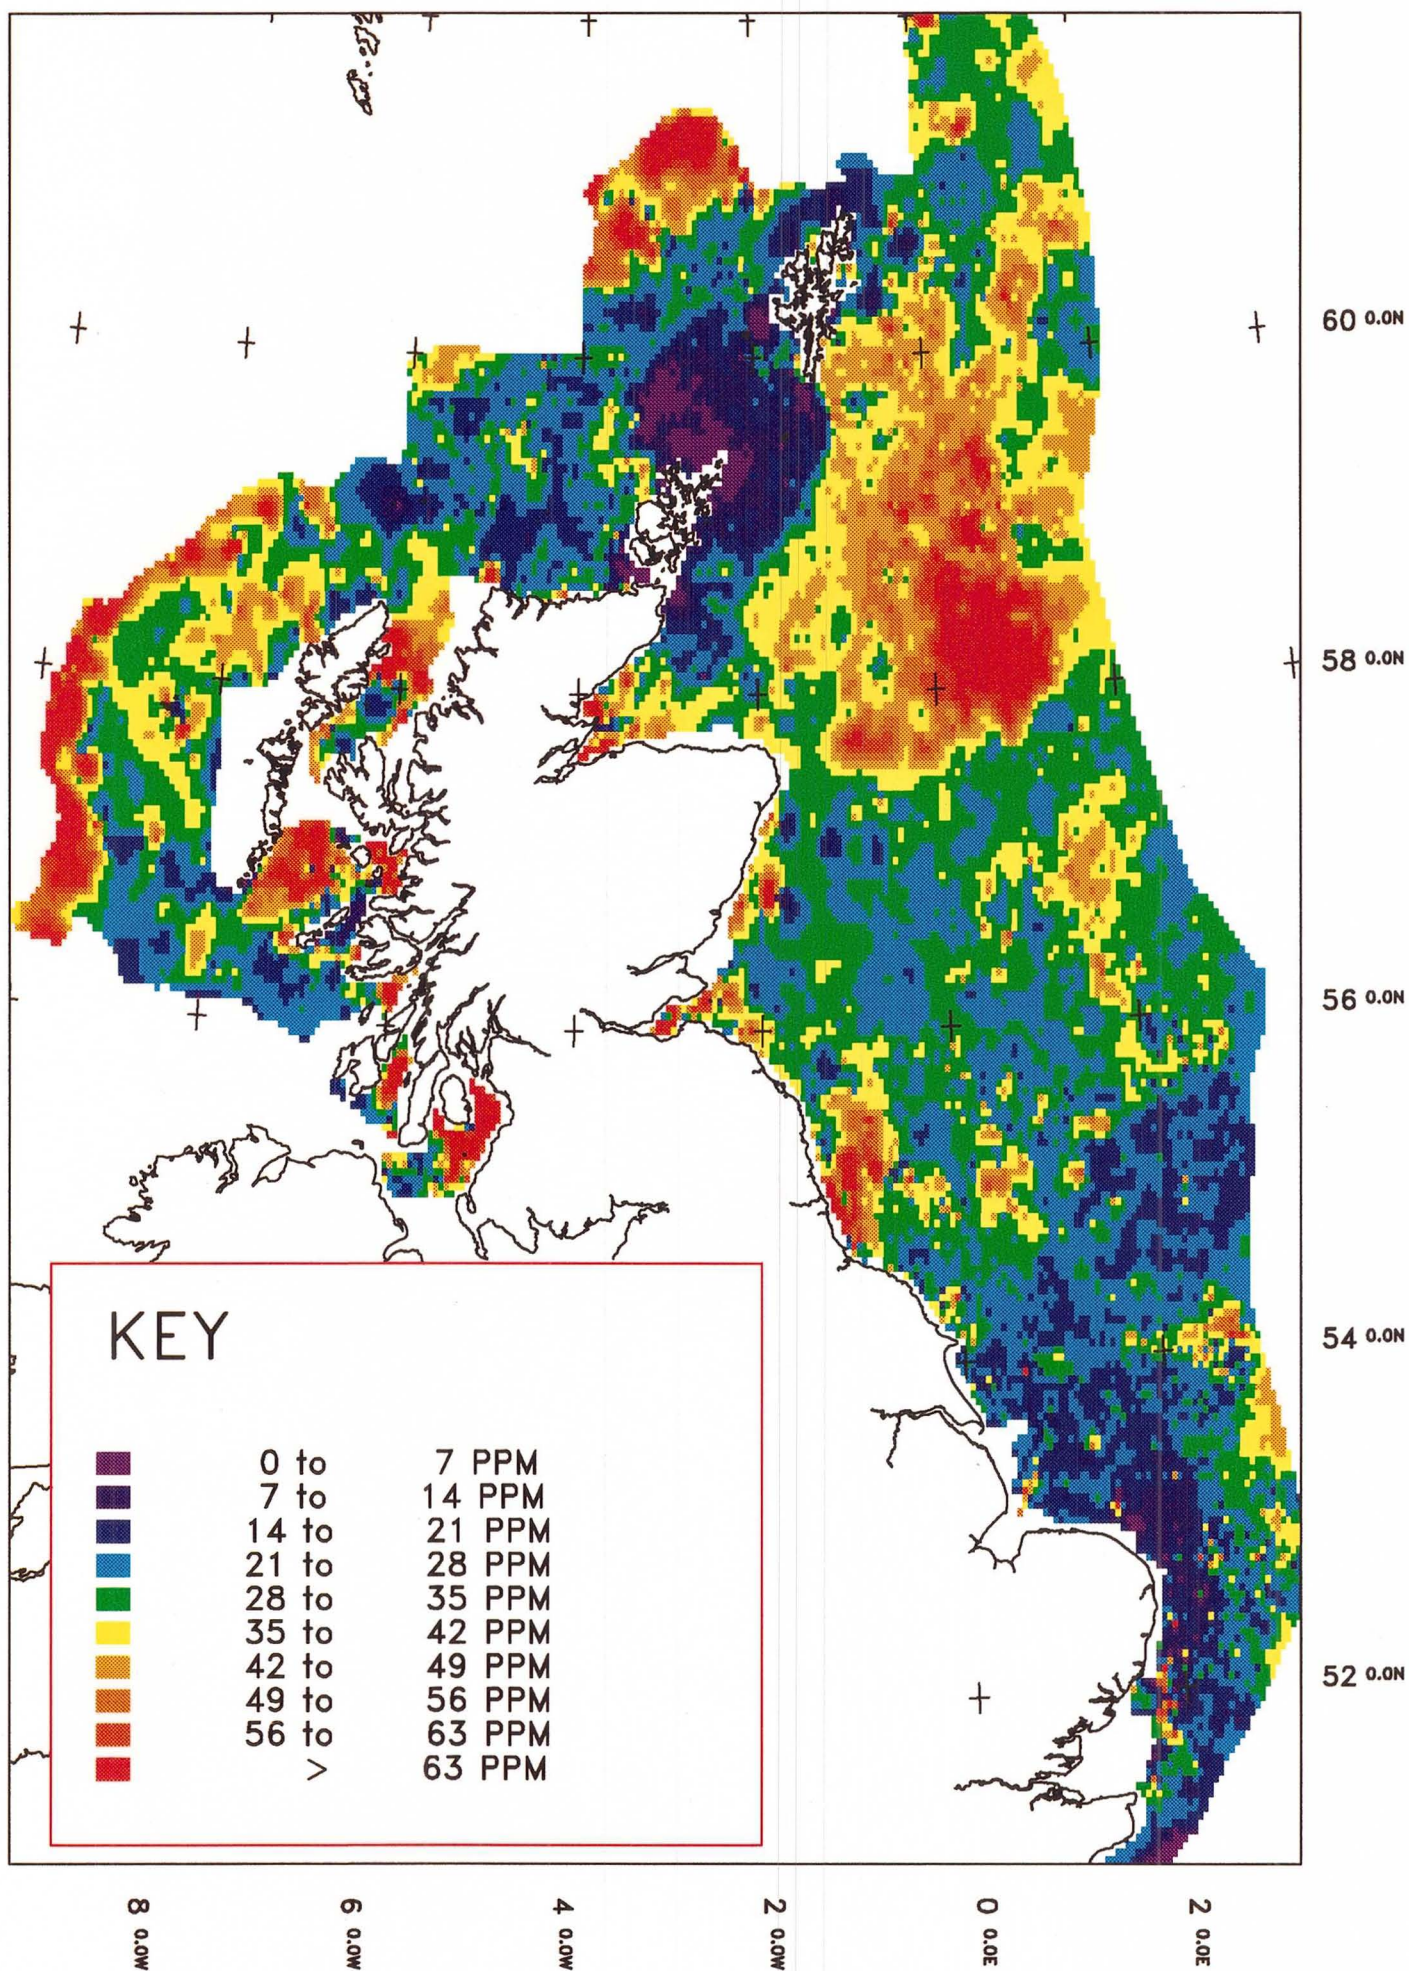 60 0.0N
58 0.0N
56 0.0N
54 0.0N
52 0.0N
KEY
0 to 7 PPM
7 to 14 PPM
14 to 21 PPM
21 to 28 PPM
28 to 35 PPM
35 to 42 PPM
42 to 49 PPM
49 to 56 PPM
56 to 63 PPM
> 63 PPM
8 0.0W
6 0.0W
4 0.0W
2 0.0W
0 0.0E
2 0.0E